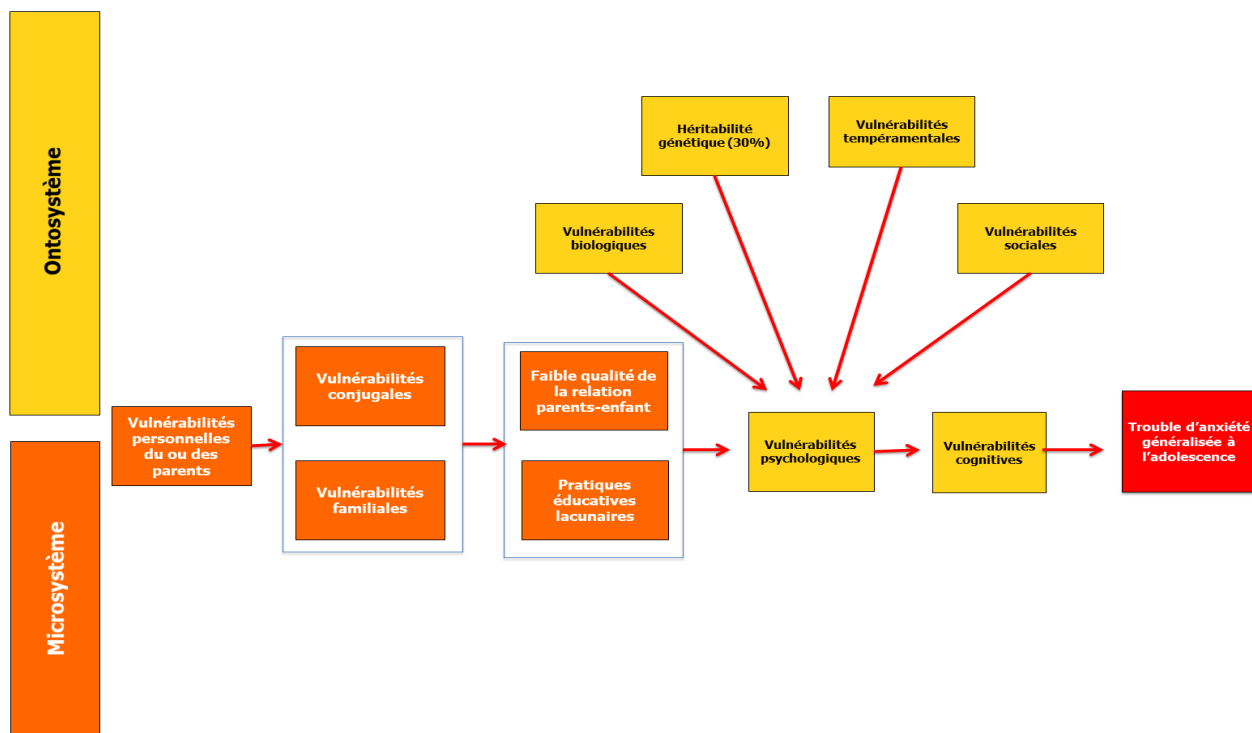 Ontosystème
Microsystème
Héritabilité
génétique (30%)
Vulnérabilités
tempéramentales
Vulnérabilités
biologiques
Vulnérabilités
sociales
Vulnérabilités
personnelles
du ou des
parents
Vulnérabilités
conjugales
Vulnérabilités
familiales
Faible qualité de
la relation
parents-enfant
Pratiques
éducatives
lacunaires
Vulnérabilités
psychologiques
Vulnérabilités
cognitives
Trouble d’anxiété
généralisée à
l’adolescence